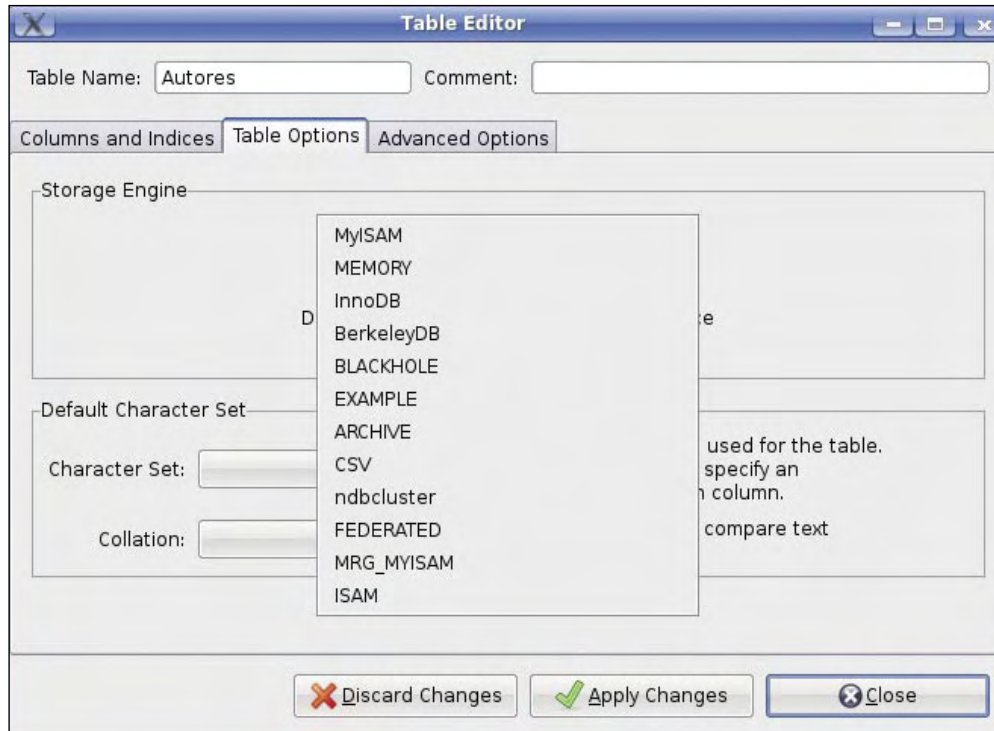 Table Editor
Table Name: Autores Comment:
Columns and Indices Table Options Advanced Options
Storage Engine
MyISAM
MEMORY
InnoDB
BerkeleyDB
BLACKHOLE
EXAMPLE
ARCHIVE
CSV
ndbcluster
FEDERATED
MRG_MYISAM
ISAM
Default Character Set
Character Set:
used for the table.
specify an
column.
Collation:
compare text
Discard Changes Apply Changes Close